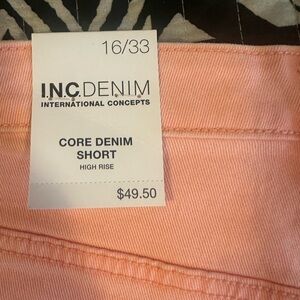 16/33
I.N.C.DENIM
INTERNATIONAL CONCEPTS
CORE DENIM
SHORT
HIGH RISE
$49.50